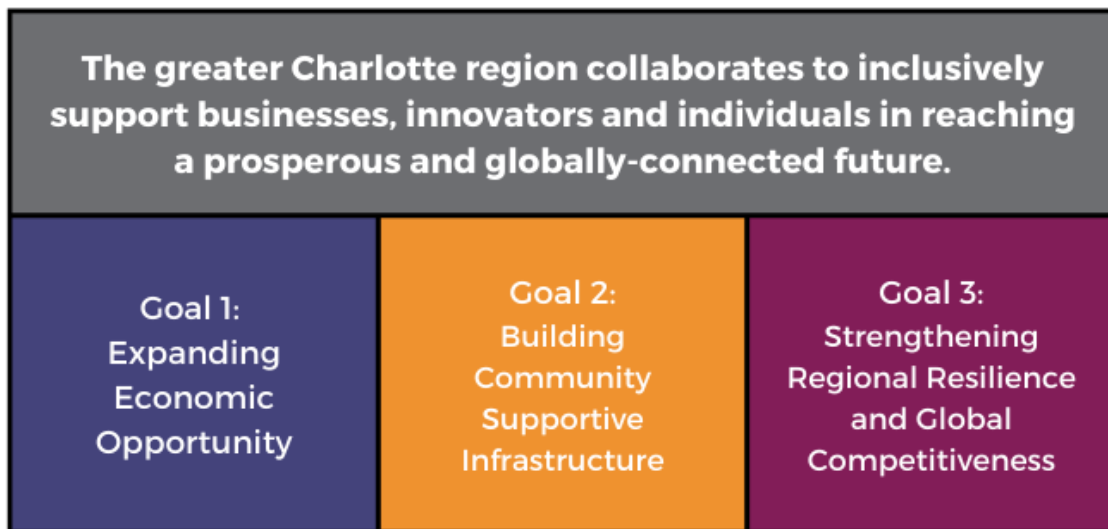 The greater Charlotte region collaborates to inclusively
support businesses, innovators and individuals in reaching
a prosperous and globally-connected future.
Goal 1:
Expanding
Economic
Opportunity
Goal 2:
Building
Community
Supportive
Infrastructure
Goal 3:
Strengthening
Regional Resilience
and Global
Competitiveness